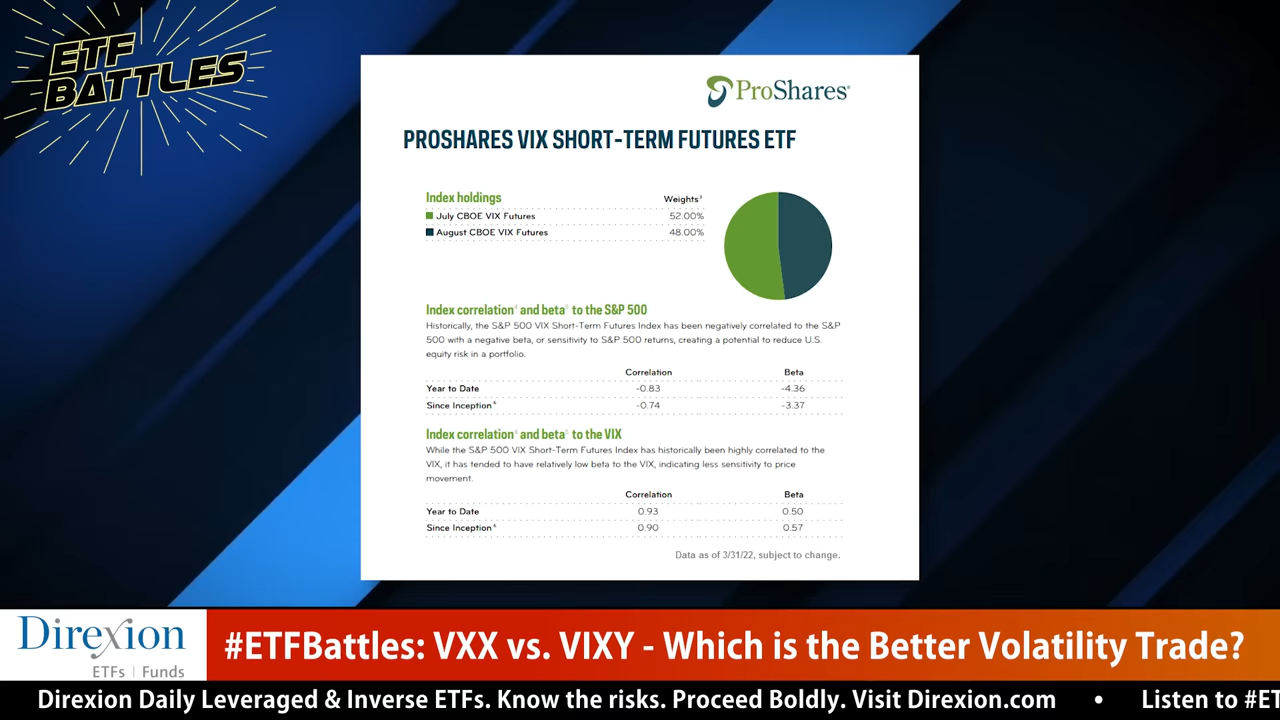 ETF
BATTLES
ProShares®
PROSHARES VIX SHORT-TERM FUTURES ETF
Index holdings Weights³
July CBOE VIX Futures 52.00%
August CBOE VIX Futures 48.00%
Index correlation⁴ and beta⁵ to the S&P 500
Historically, the S&P 500 VIX Short-Term Futures Index has been negatively correlated to the S&P
500 with a negative beta, or sensitivity to S&P 500 returns, creating a potential to reduce U.S.
equity risk in a portfolio.
Correlation Beta
Year to Date -0.83 -4.36
Since Inception⁶ -0.74 -3.37
Index correlation⁴ and beta⁵ to the VIX
While the S&P 500 VIX Short-Term Futures Index has historically been highly correlated to the
VIX, it has tended to have relatively low beta to the VIX, indicating less sensitivity to price
movement.
Correlation Beta
Year to Date 0.93 0.50
Since Inception⁶ 0.90 0.57
Data as of 3/31/22, subject to change.
Direxion
ETFs | Funds
#ETFBattles: VXX vs. VIXY - Which is the Better Volatility Trade?
Direxion Daily Leveraged & Inverse ETFs. Know the risks. Proceed Boldly. Visit Direxion.com • Listen to #ET